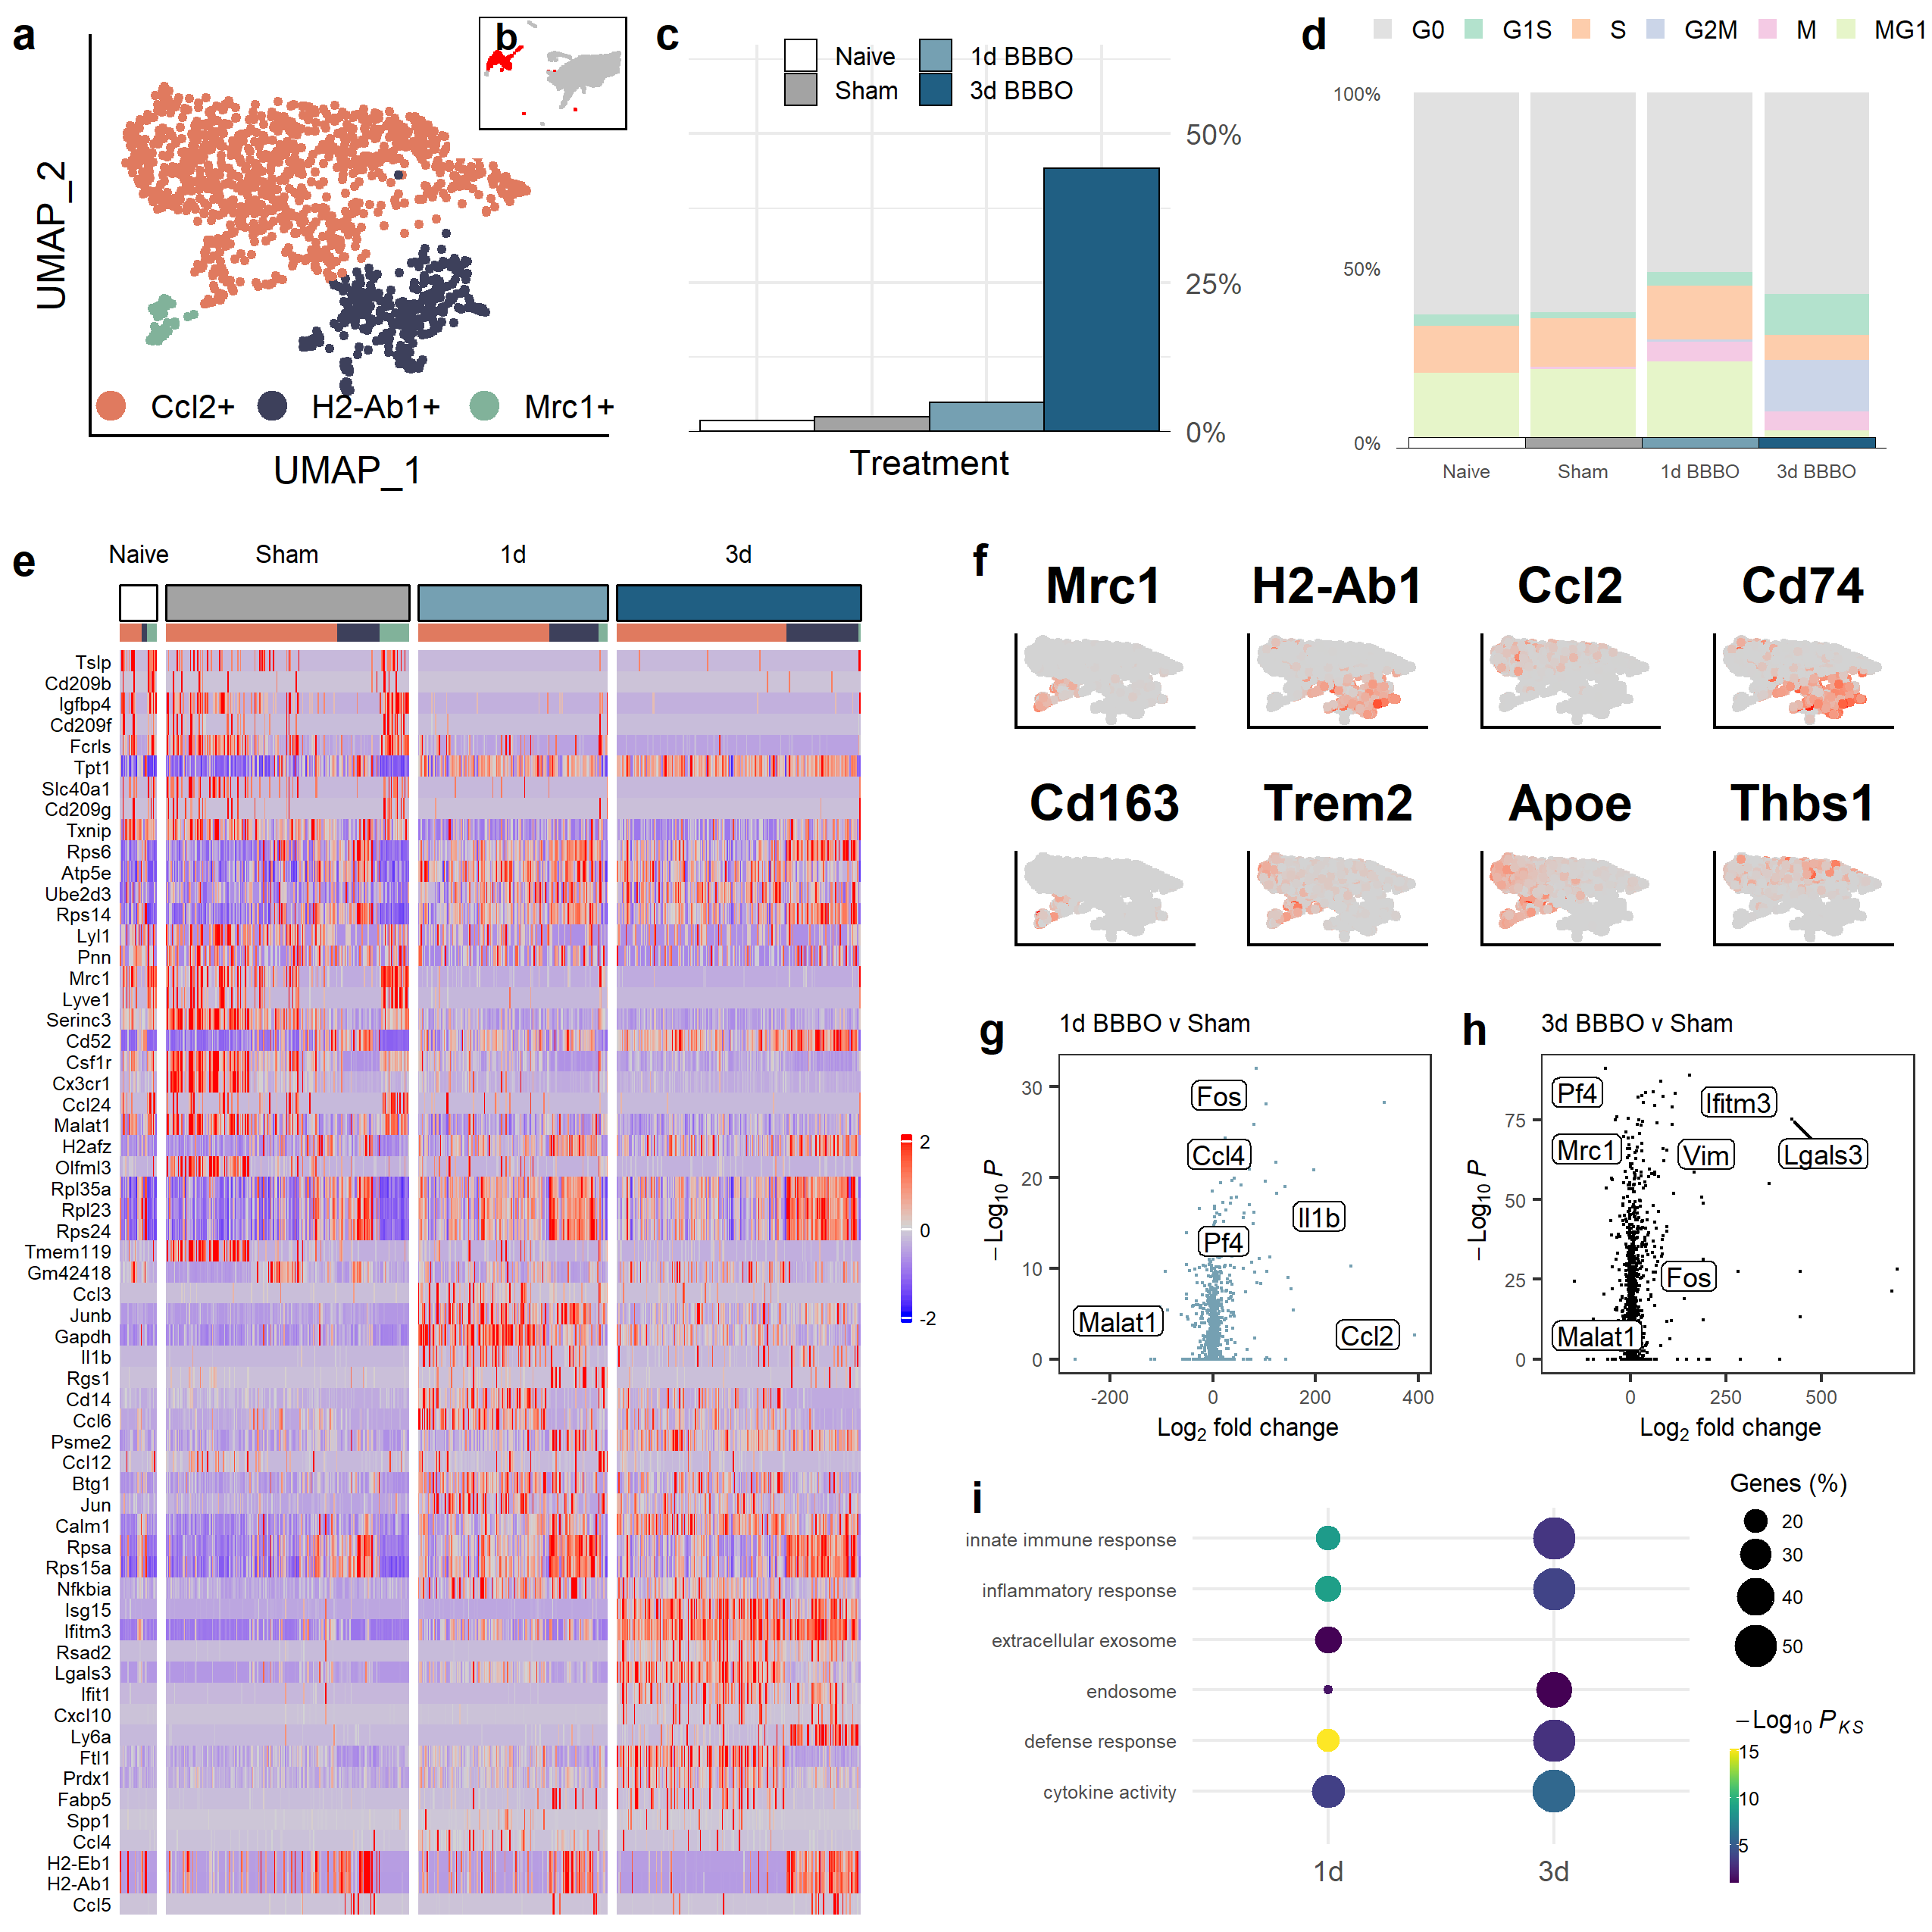 a
UMAP_2
UMAP_1
Ccl2+ H2-Ab1+ Mrc1+
b
c
Naive 1d BBBO
Sham 3d BBBO
50%
25%
0%
Treatment
d
G0 G1S S G2M M MG1
100%
50%
0%
Naive Sham 1d BBBO 3d BBBO
e
Naive Sham 1d 3d
Tslp
Cd209b
Igfbp4
Cd209f
Fcrls
Tpt1
Slc40a1
Cd209g
Txnip
Rps6
Atp5e
Ube2d3
Rps14
Lyl1
Pnn
Mrc1
Lyve1
Serinc3
Cd52
Csf1r
Cx3cr1
Ccl24
Malat1
H2afz
Olfml3
Rpl35a
Rpl23
Rps24
Tmem119
Gm42418
Ccl3
Junb
Gapdh
Il1b
Rgs1
Cd14
Ccl6
Psme2
Ccl12
Btg1
Jun
Calm1
Rpsa
Rps15a
Nfkbia
Isg15
Ifitm3
Rsad2
Lgals3
Ifit1
Cxcl10
Ly6a
Ftl1
Prdx1
Fabp5
Spp1
Ccl4
H2-Eb1
H2-Ab1
Ccl5
2
0
-2
f
Mrc1 H2-Ab1 Ccl2 Cd74
Cd163 Trem2 Apoe Thbs1
g
1d BBBO v Sham
30
20
10
0
−Log10 P
Fos
Ccl4
Il1b
Pf4
Malat1
Ccl2
-200 0 200 400
Log2 fold change
h
3d BBBO v Sham
75
50
25
0
−Log10 P
Pf4
Ifitm3
Mrc1
Vim
Lgals3
Fos
Malat1
0 250 500
Log2 fold change
i
innate immune response
inflammatory response
extracellular exosome
endosome
defense response
cytokine activity
1d 3d
Genes (%)
20
30
40
50
−Log10 PKS
15
10
5